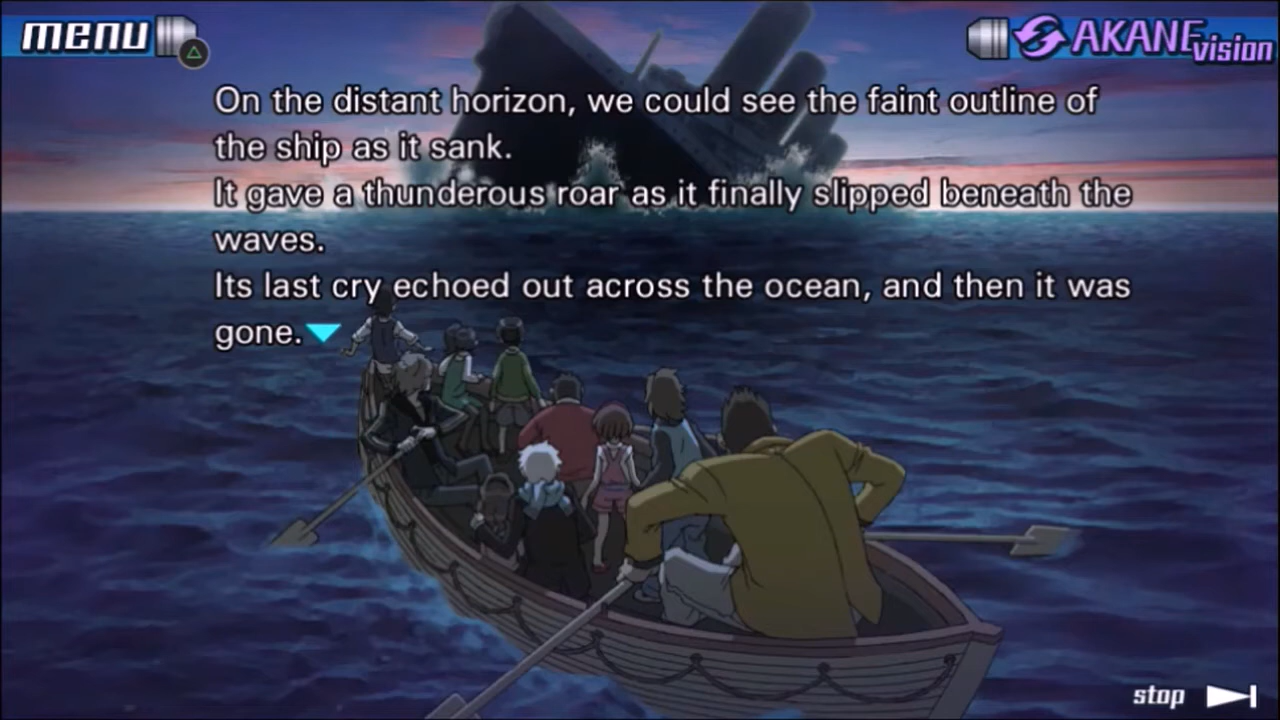 menu
AKANE vision
On the distant horizon, we could see the faint outline of
the ship as it sank.
It gave a thunderous roar as it finally slipped beneath the
waves.
Its last cry echoed out across the ocean, and then it was
gone.
stop